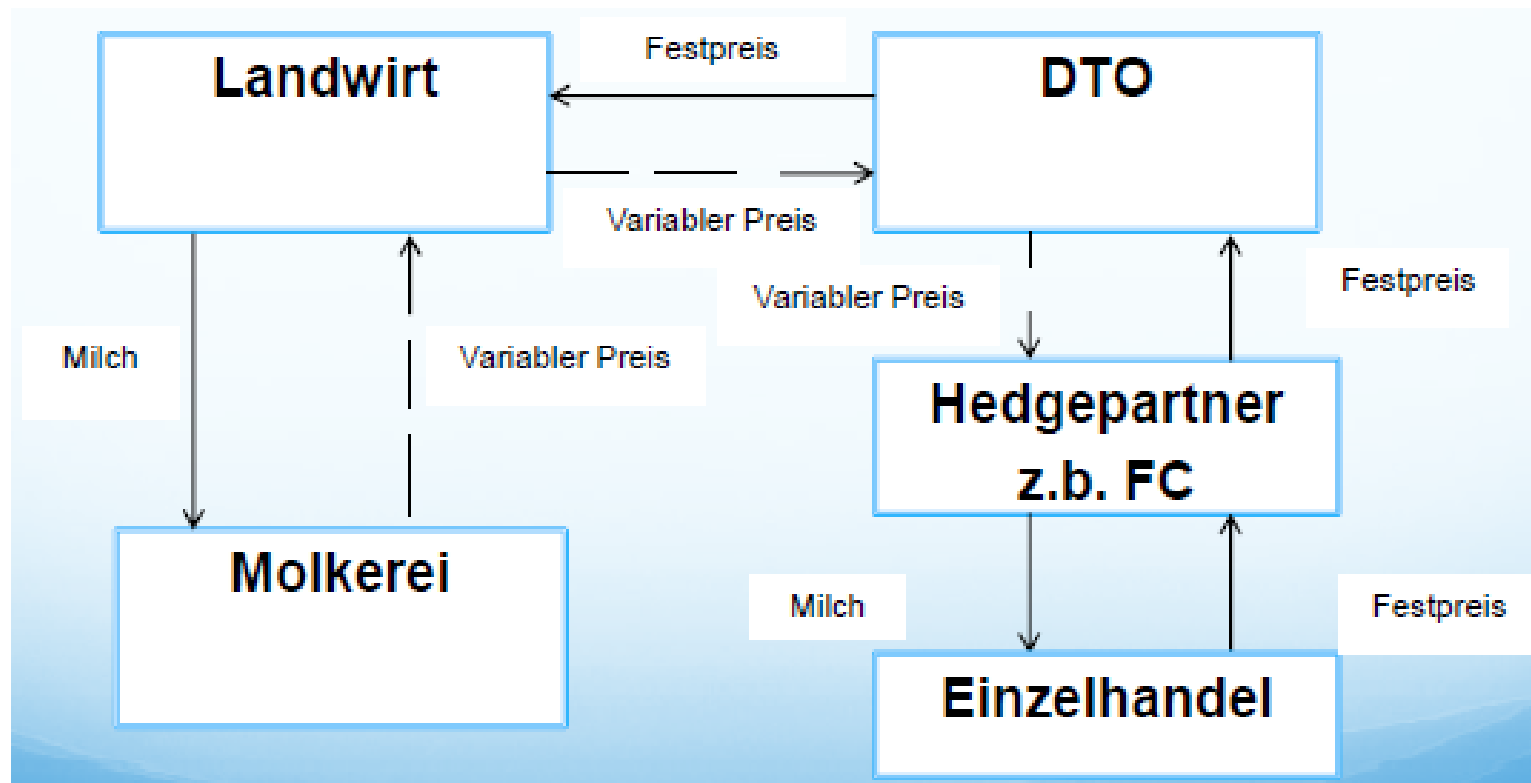 Landwirt
Festpreis
DTO
Variabler Preis
Variabler Preis
Festpreis
Milch
Variabler Preis
Hedgepartner
z.b. FC
Molkerei
Milch
Festpreis
Einzelhandel